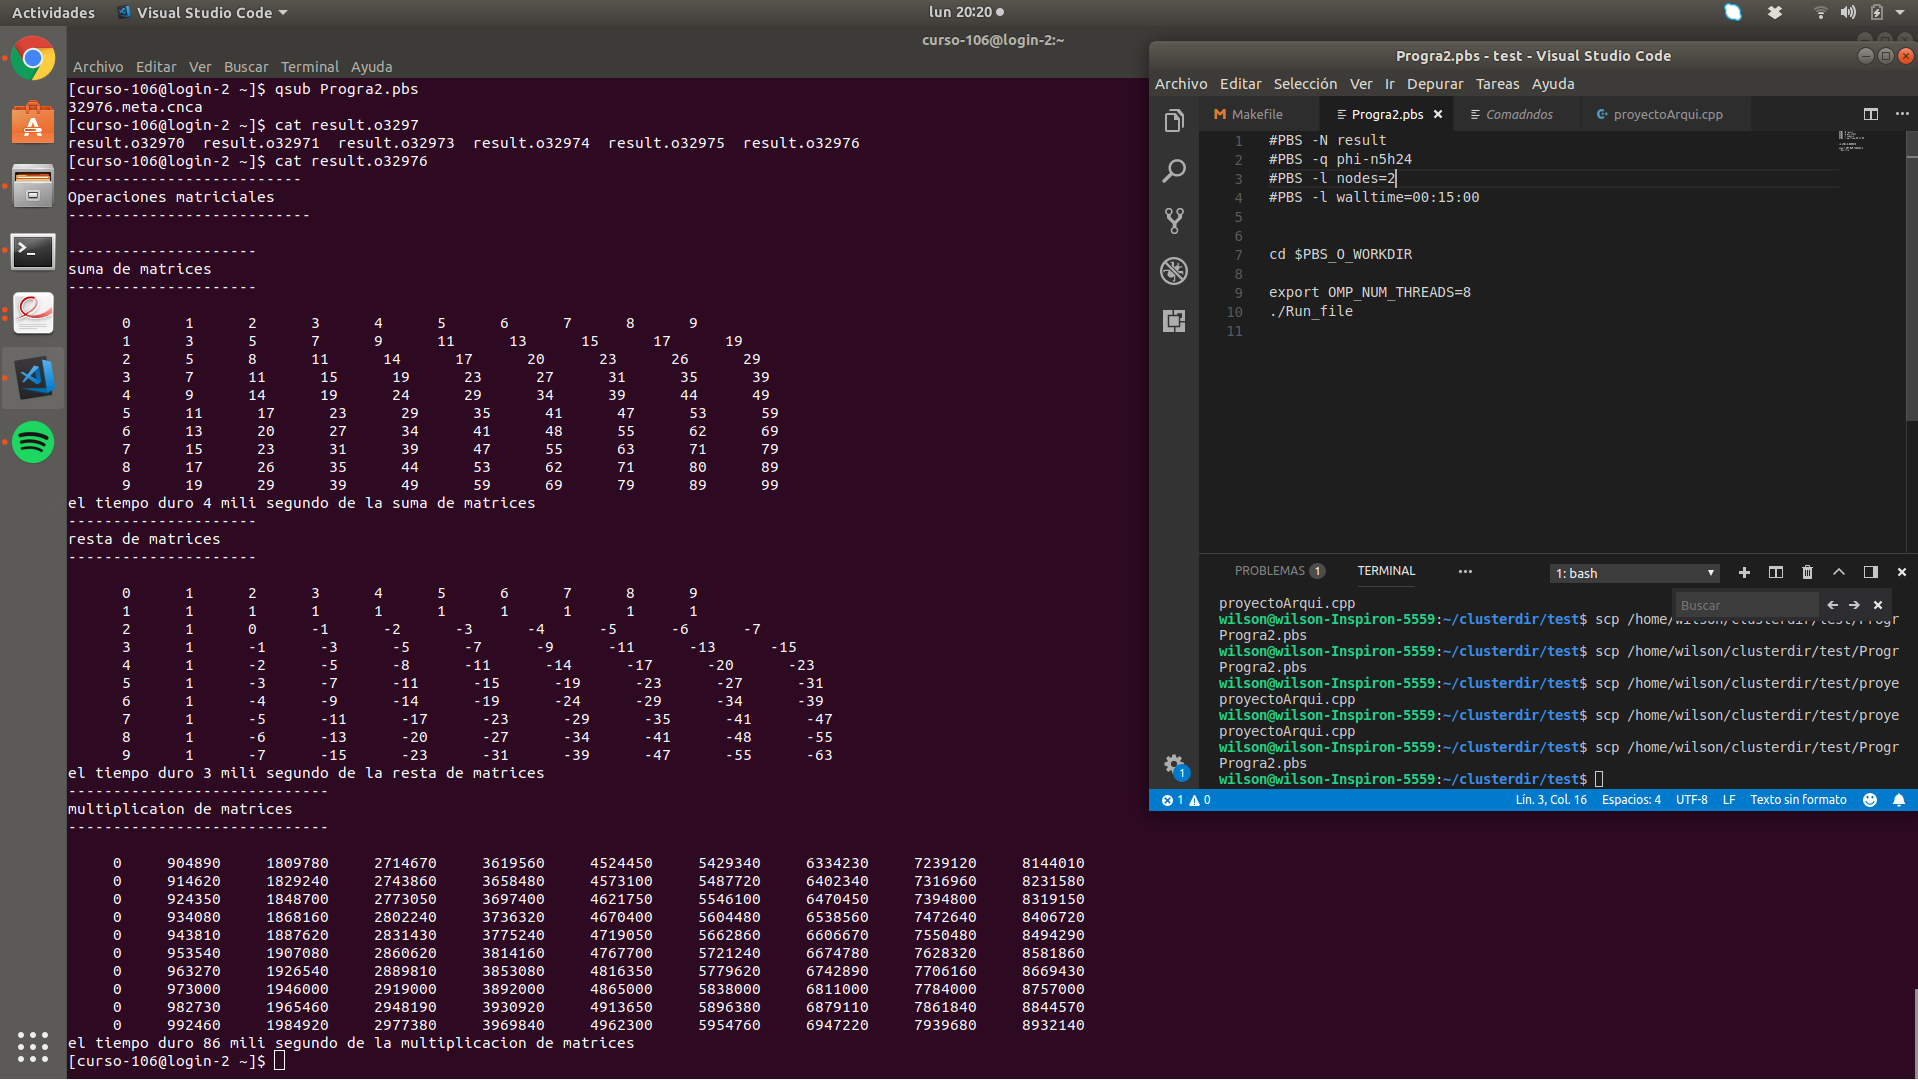 Actividades
Visual Studio Code
lun 20:20
curso-106@login-2:~
Archivo Editar Ver Buscar Terminal Ayuda
[curso-106@login-2 ~]$ qsub Progra2.pbs
32976.meta.cnca
[curso-106@login-2 ~]$ cat result.o3297
result.o32970 result.o32971 result.o32973 result.o32974 result.o32975 result.o32976
[curso-106@login-2 ~]$ cat result.o32976
--------------------------
Operaciones matriciales
---------------------------
---------------------
suma de matrices
---------------------
0 1 2 3 4 5 6 7 8 9
1 3 5 7 9 11 13 15 17 19
2 5 8 11 14 17 20 23 26 29
3 7 11 15 19 23 27 31 35 39
4 9 14 19 24 29 34 39 44 49
5 11 17 23 29 35 41 47 53 59
6 13 20 27 34 41 48 55 62 69
7 15 23 31 39 47 55 63 71 79
8 17 26 35 44 53 62 71 80 89
9 19 29 39 49 59 69 79 89 99
el tiempo duro 4 mili segundo de la suma de matrices
---------------------
resta de matrices
---------------------
0 1 2 3 4 5 6 7 8 9
1 1 1 1 1 1 1 1 1 1
2 1 0 -1 -2 -3 -4 -5 -6 -7
3 1 -1 -3 -5 -7 -9 -11 -13 -15
4 1 -2 -5 -8 -11 -14 -17 -20 -23
5 1 -3 -7 -11 -15 -19 -23 -27 -31
6 1 -4 -9 -14 -19 -24 -29 -34 -39
7 1 -5 -11 -17 -23 -29 -35 -41 -47
8 1 -6 -13 -20 -27 -34 -41 -48 -55
9 1 -7 -15 -23 -31 -39 -47 -55 -63
el tiempo duro 3 mili segundo de la resta de matrices
-----------------------------
multiplicaion de matrices
-----------------------------
0 904890 1809780 2714670 3619560 4524450 5429340 6334230 7239120 8144010
0 914620 1829240 2743860 3658480 4573100 5487720 6402340 7316960 8231580
0 924350 1848700 2773050 3697400 4621750 5546100 6470450 7394800 8319150
0 934080 1868160 2802240 3736320 4670400 5604480 6538560 7472640 8406720
0 943810 1887620 2831430 3775240 4719050 5662860 6606670 7550480 8494290
0 953540 1907080 2860620 3814160 4767700 5721240 6674780 7628320 8581860
0 963270 1926540 2889810 3853080 4816350 5779620 6742890 7706160 8669430
0 973000 1946000 2919000 3892000 4865000 5838000 6811000 7784000 8757000
0 982730 1965460 2948190 3930920 4913650 5896380 6879110 7861840 8844570
0 992460 1984920 2977380 3969840 4962300 5954760 6947220 7939680 8932140
el tiempo duro 86 mili segundo de la multiplicacion de matrices
[curso-106@login-2 ~]$
Progra2.pbs - test - Visual Studio Code
Archivo Editar Selección Ver Ir Depurar Tareas Ayuda
Makefile Progra2.pbs Comadndos proyectoArqui.cpp
1 #PBS -N result
2 #PBS -q phi-n5h24
3 #PBS -l nodes=2
4 #PBS -l walltime=00:15:00
5
6
7 cd $PBS_O_WORKDIR
8
9 export OMP_NUM_THREADS=8
10 ./Run_file
11
PROBLEMAS 1 TERMINAL ··· 1: bash
Buscar
proyectoArqui.cpp
wilson@wilson-Inspiron-5559:~/clusterdir/test$ scp /home/wilson/clusterdir/test/Progr
Progra2.pbs
wilson@wilson-Inspiron-5559:~/clusterdir/test$ scp /home/wilson/clusterdir/test/Progr
Progra2.pbs
wilson@wilson-Inspiron-5559:~/clusterdir/test$ scp /home/wilson/clusterdir/test/proye
proyectoArqui.cpp
wilson@wilson-Inspiron-5559:~/clusterdir/test$ scp /home/wilson/clusterdir/test/proye
proyectoArqui.cpp
wilson@wilson-Inspiron-5559:~/clusterdir/test$ scp /home/wilson/clusterdir/test/Progr
Progra2.pbs
wilson@wilson-Inspiron-5559:~/clusterdir/test$
1
1 0 Lín. 3, Col. 16 Espacios: 4 UTF-8 LF Texto sin formato